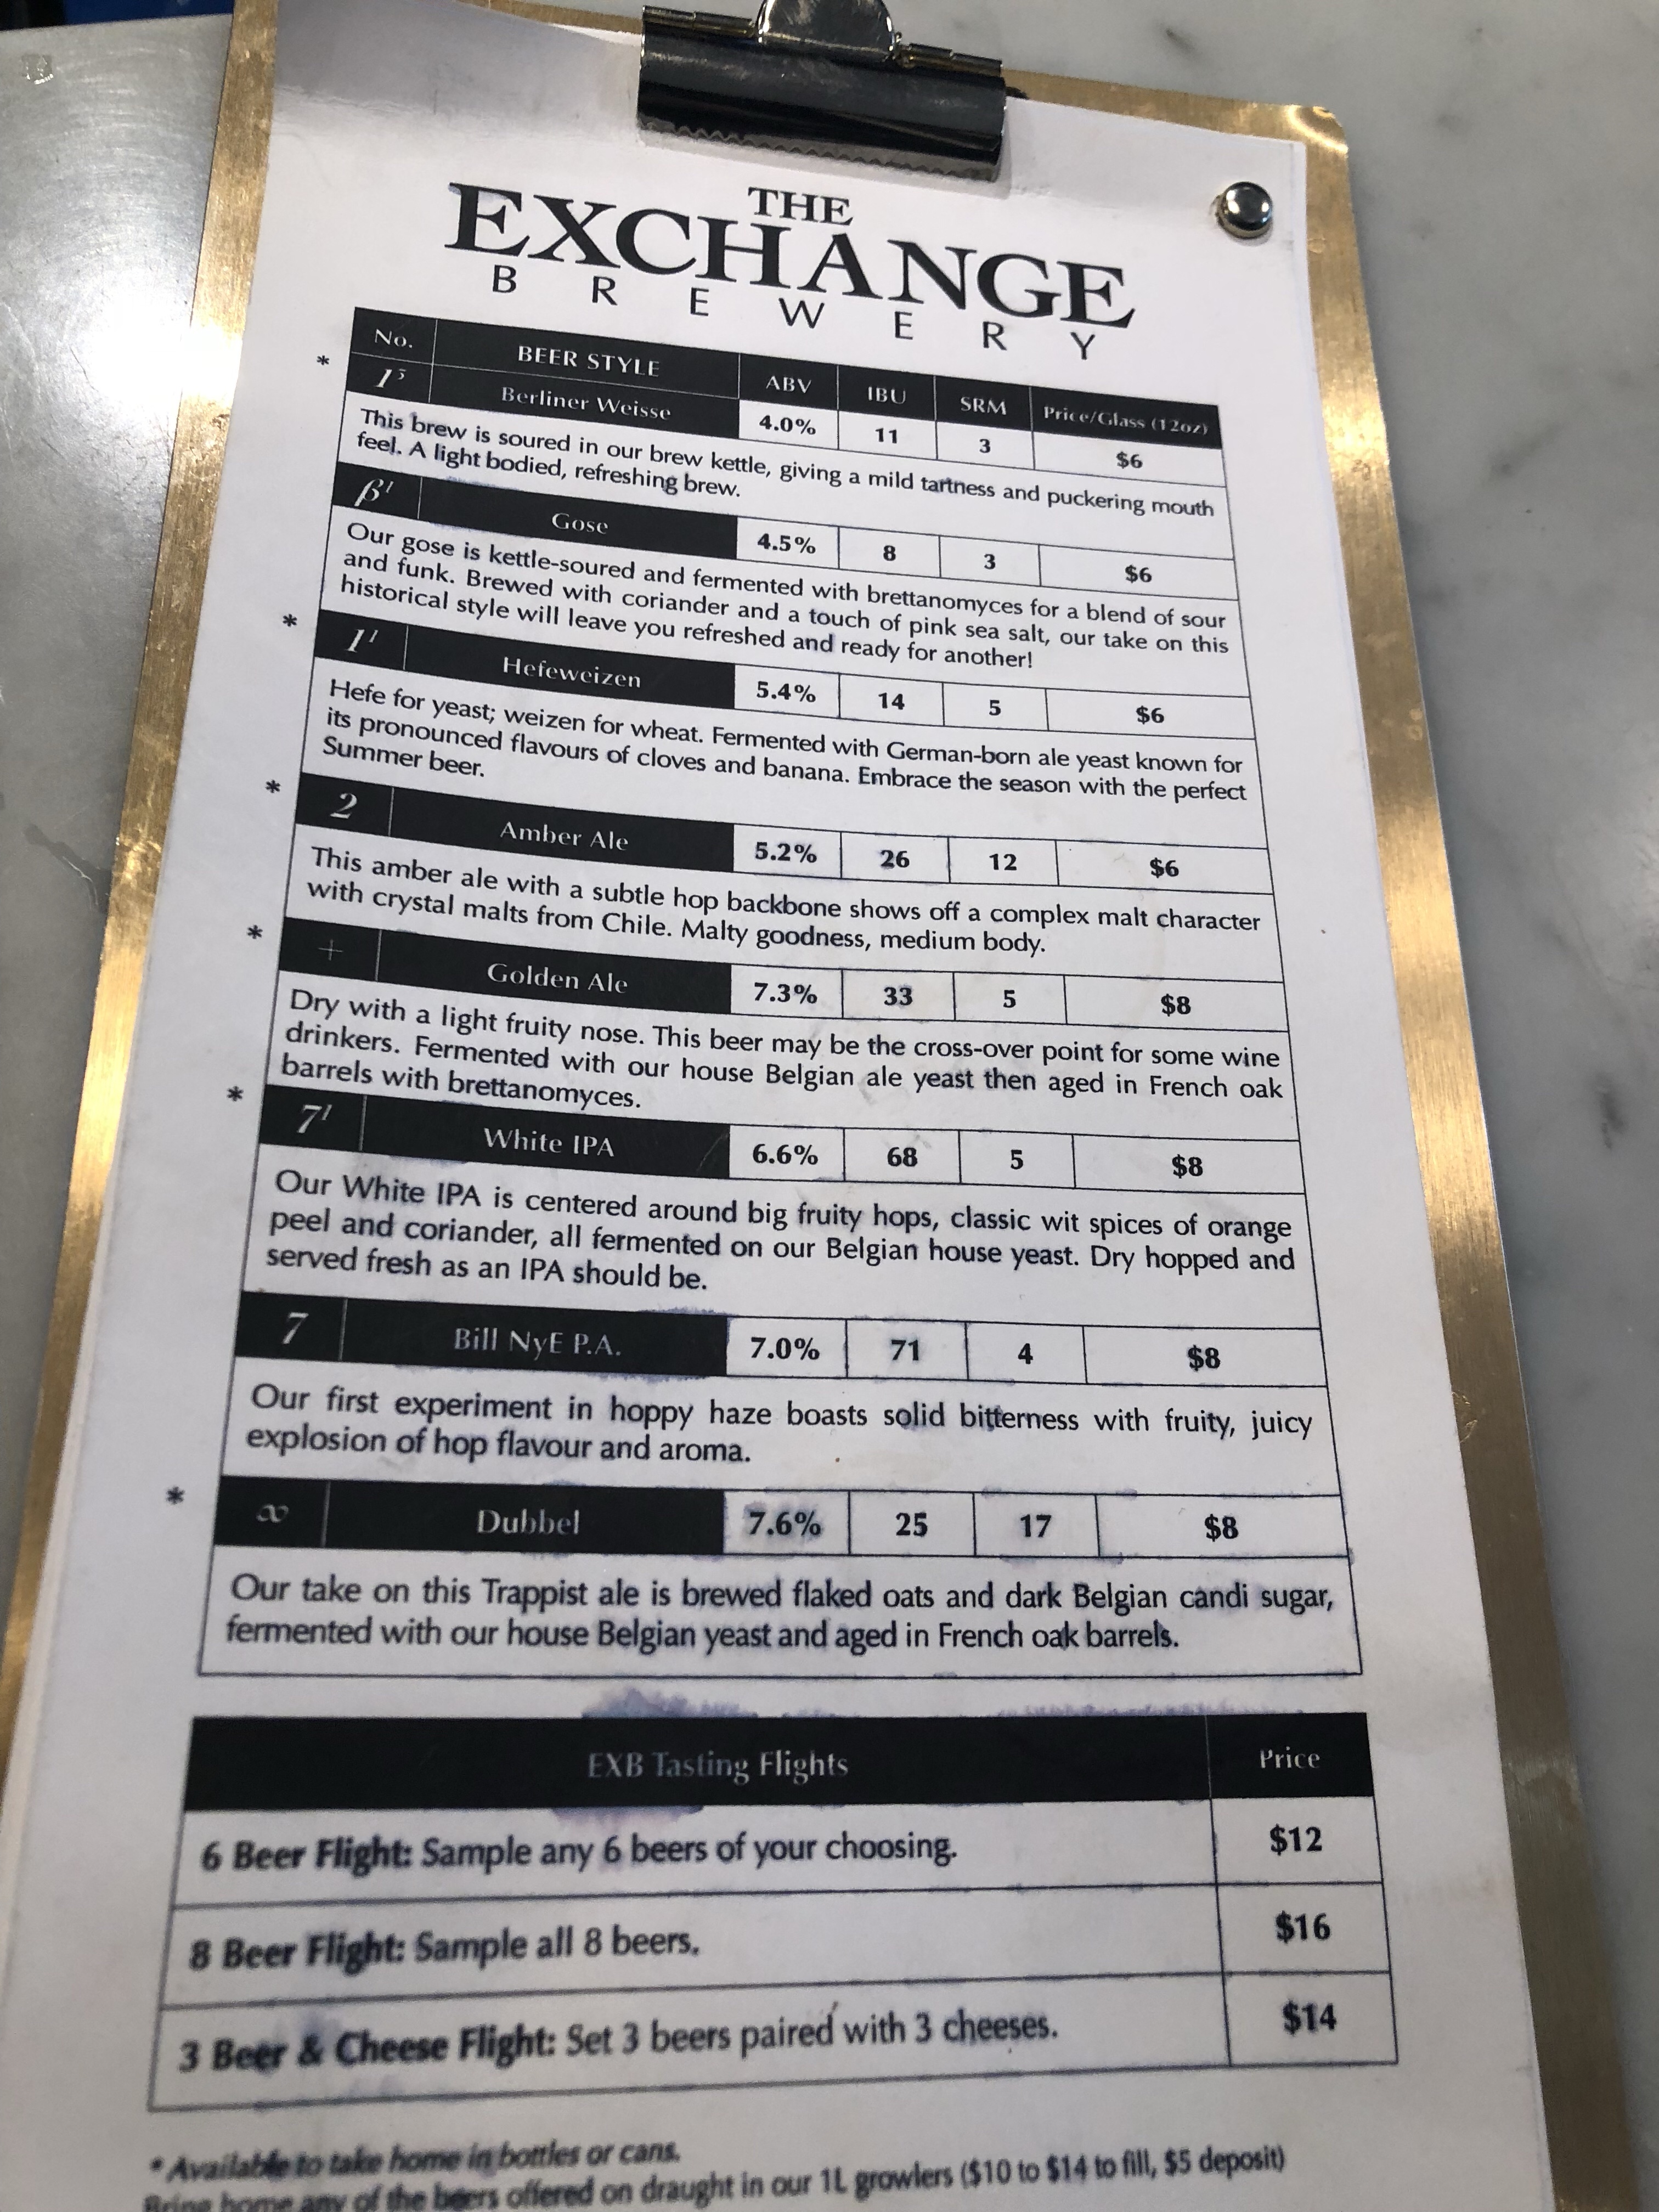 THE
EXCHANGE
BREWERY
No. BEER STYLE ABV IBU SRM Price/Glass (12oz)
* 1⁵ Berliner Weisse 4.0% 11 3 $6
This brew is soured in our brew kettle, giving a mild tartness and puckering mouth
feel. A light bodied, refreshing brew.
β¹ Gose 4.5% 8 3 $6
Our gose is kettle-soured and fermented with brettanomyces for a blend of sour
and funk. Brewed with coriander and a touch of pink sea salt, our take on this
historical style will leave you refreshed and ready for another!
* 1¹ Hefeweizen 5.4% 14 5 $6
Hefe for yeast; weizen for wheat. Fermented with German-born ale yeast known for
its pronounced flavours of cloves and banana. Embrace the season with the perfect
Summer beer.
* 2 Amber Ale 5.2% 26 12 $6
This amber ale with a subtle hop backbone shows off a complex malt character
with crystal malts from Chile. Malty goodness, medium body.
* + Golden Ale 7.3% 33 5 $8
Dry with a light fruity nose. This beer may be the cross-over point for some wine
drinkers. Fermented with our house Belgian ale yeast then aged in French oak
barrels with brettanomyces.
* 7¹ White IPA 6.6% 68 5 $8
Our White IPA is centered around big fruity hops, classic wit spices of orange
peel and coriander, all fermented on our Belgian house yeast. Dry hopped and
served fresh as an IPA should be.
7 Bill NyE P.A. 7.0% 71 4 $8
Our first experiment in hoppy haze boasts solid bitterness with fruity, juicy
explosion of hop flavour and aroma.
* ∞ Dubbel 7.6% 25 17 $8
Our take on this Trappist ale is brewed flaked oats and dark Belgian candi sugar,
fermented with our house Belgian yeast and aged in French oak barrels.
EXB Tasting Flights Price
6 Beer Flight: Sample any 6 beers of your choosing. $12
8 Beer Flight: Sample all 8 beers. $16
3 Beer & Cheese Flight: Set 3 beers paired with 3 cheeses. $14
* Available to take home in bottles or cans.
Bring home any of the beers offered on draught in our 1L growlers ($10 to $14 to fill, $5 deposit)